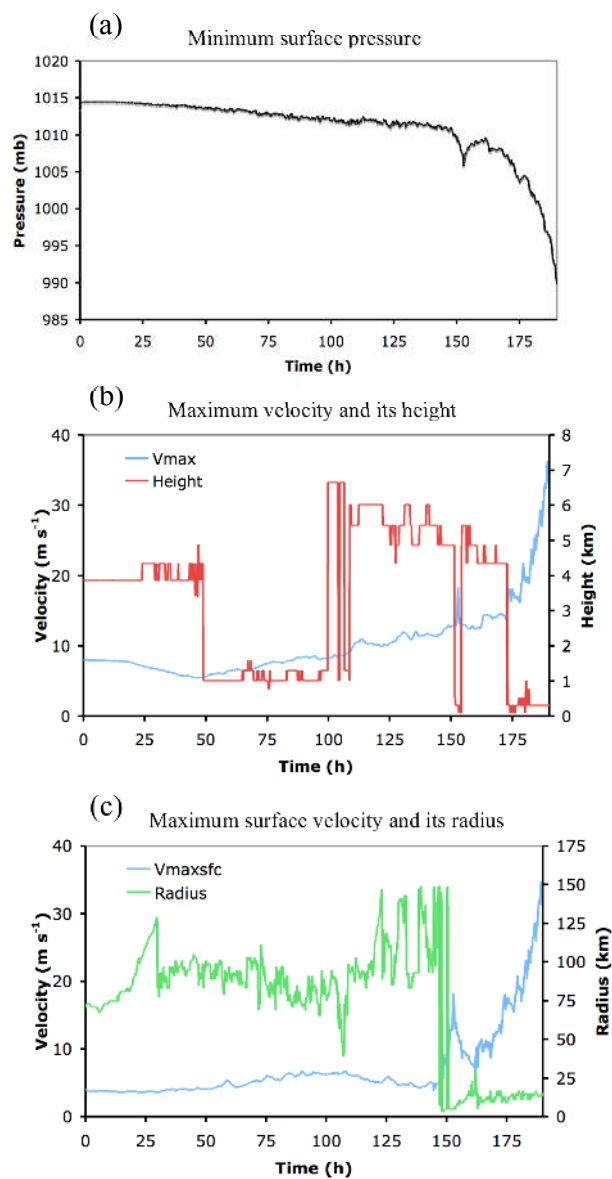 (a)
Minimum surface pressure
1020
1015
1010
1005
1000
995
990
985
Pressure (mb)
0 25 50 75 100 125 150 175
Time (h)
(b)
Maximum velocity and its height
40
30
20
10
0
Velocity (m s⁻¹)
Vmax
Height
8
7
6
5
4
3
2
1
0
Height (km)
0 25 50 75 100 125 150 175
Time (h)
(c)
Maximum surface velocity and its radius
40
30
20
10
0
Velocity (m s⁻¹)
Vmaxsfc
Radius
175
150
125
100
75
50
25
0
Radius (km)
0 25 50 75 100 125 150 175
Time (h)